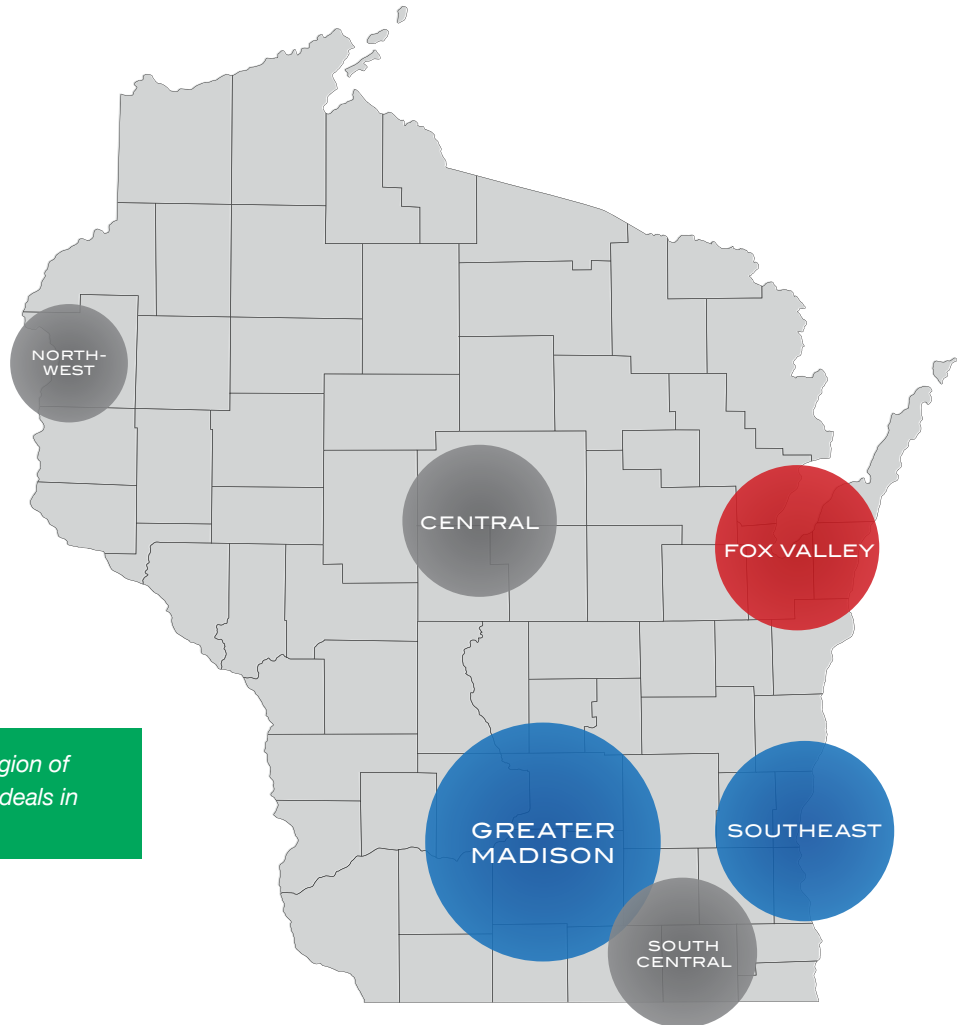 NORTH-
WEST
CENTRAL
FOX VALLEY
gion of
deals in
GREATER
MADISON
SOUTHEAST
SOUTH
CENTRAL